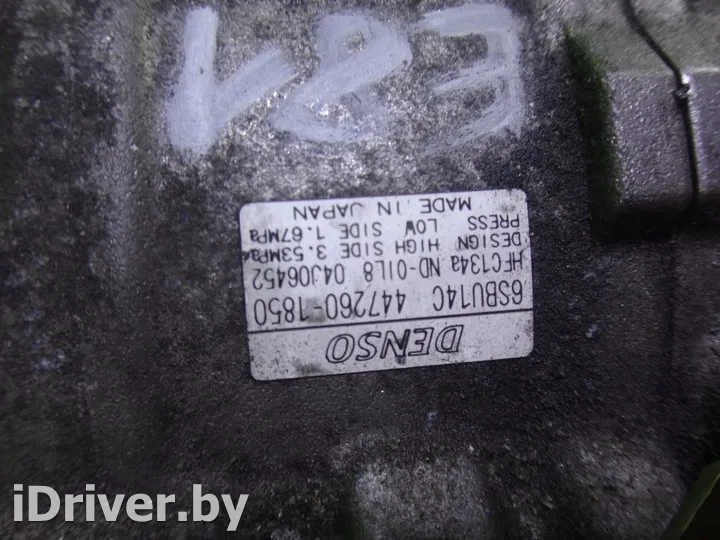 DENSO
6SBU14C 447260-1850
HFC134a ND-OIL8 04J06452
DESIGN HIGH SIDE 3.53MPa
PRESS LOW SIDE 1.67MPa
MADE IN JAPAN
iDriver.by